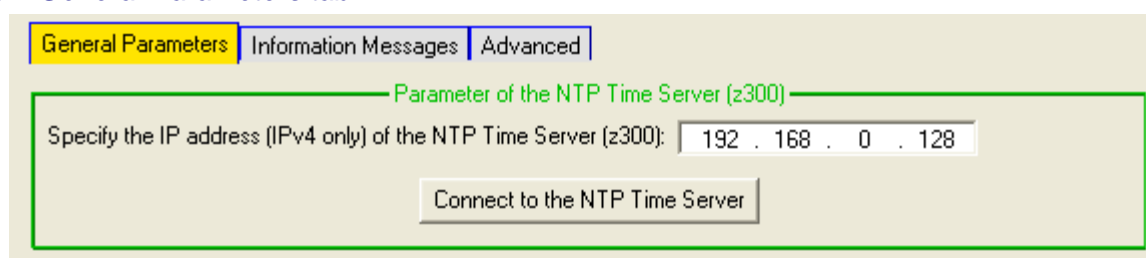 General Parameters Information Messages Advanced
Parameter of the NTP Time Server (z300)
Specify the IP address (IPv4 only) of the NTP Time Server (z300): 192 . 168 . 0 . 128
Connect to the NTP Time Server